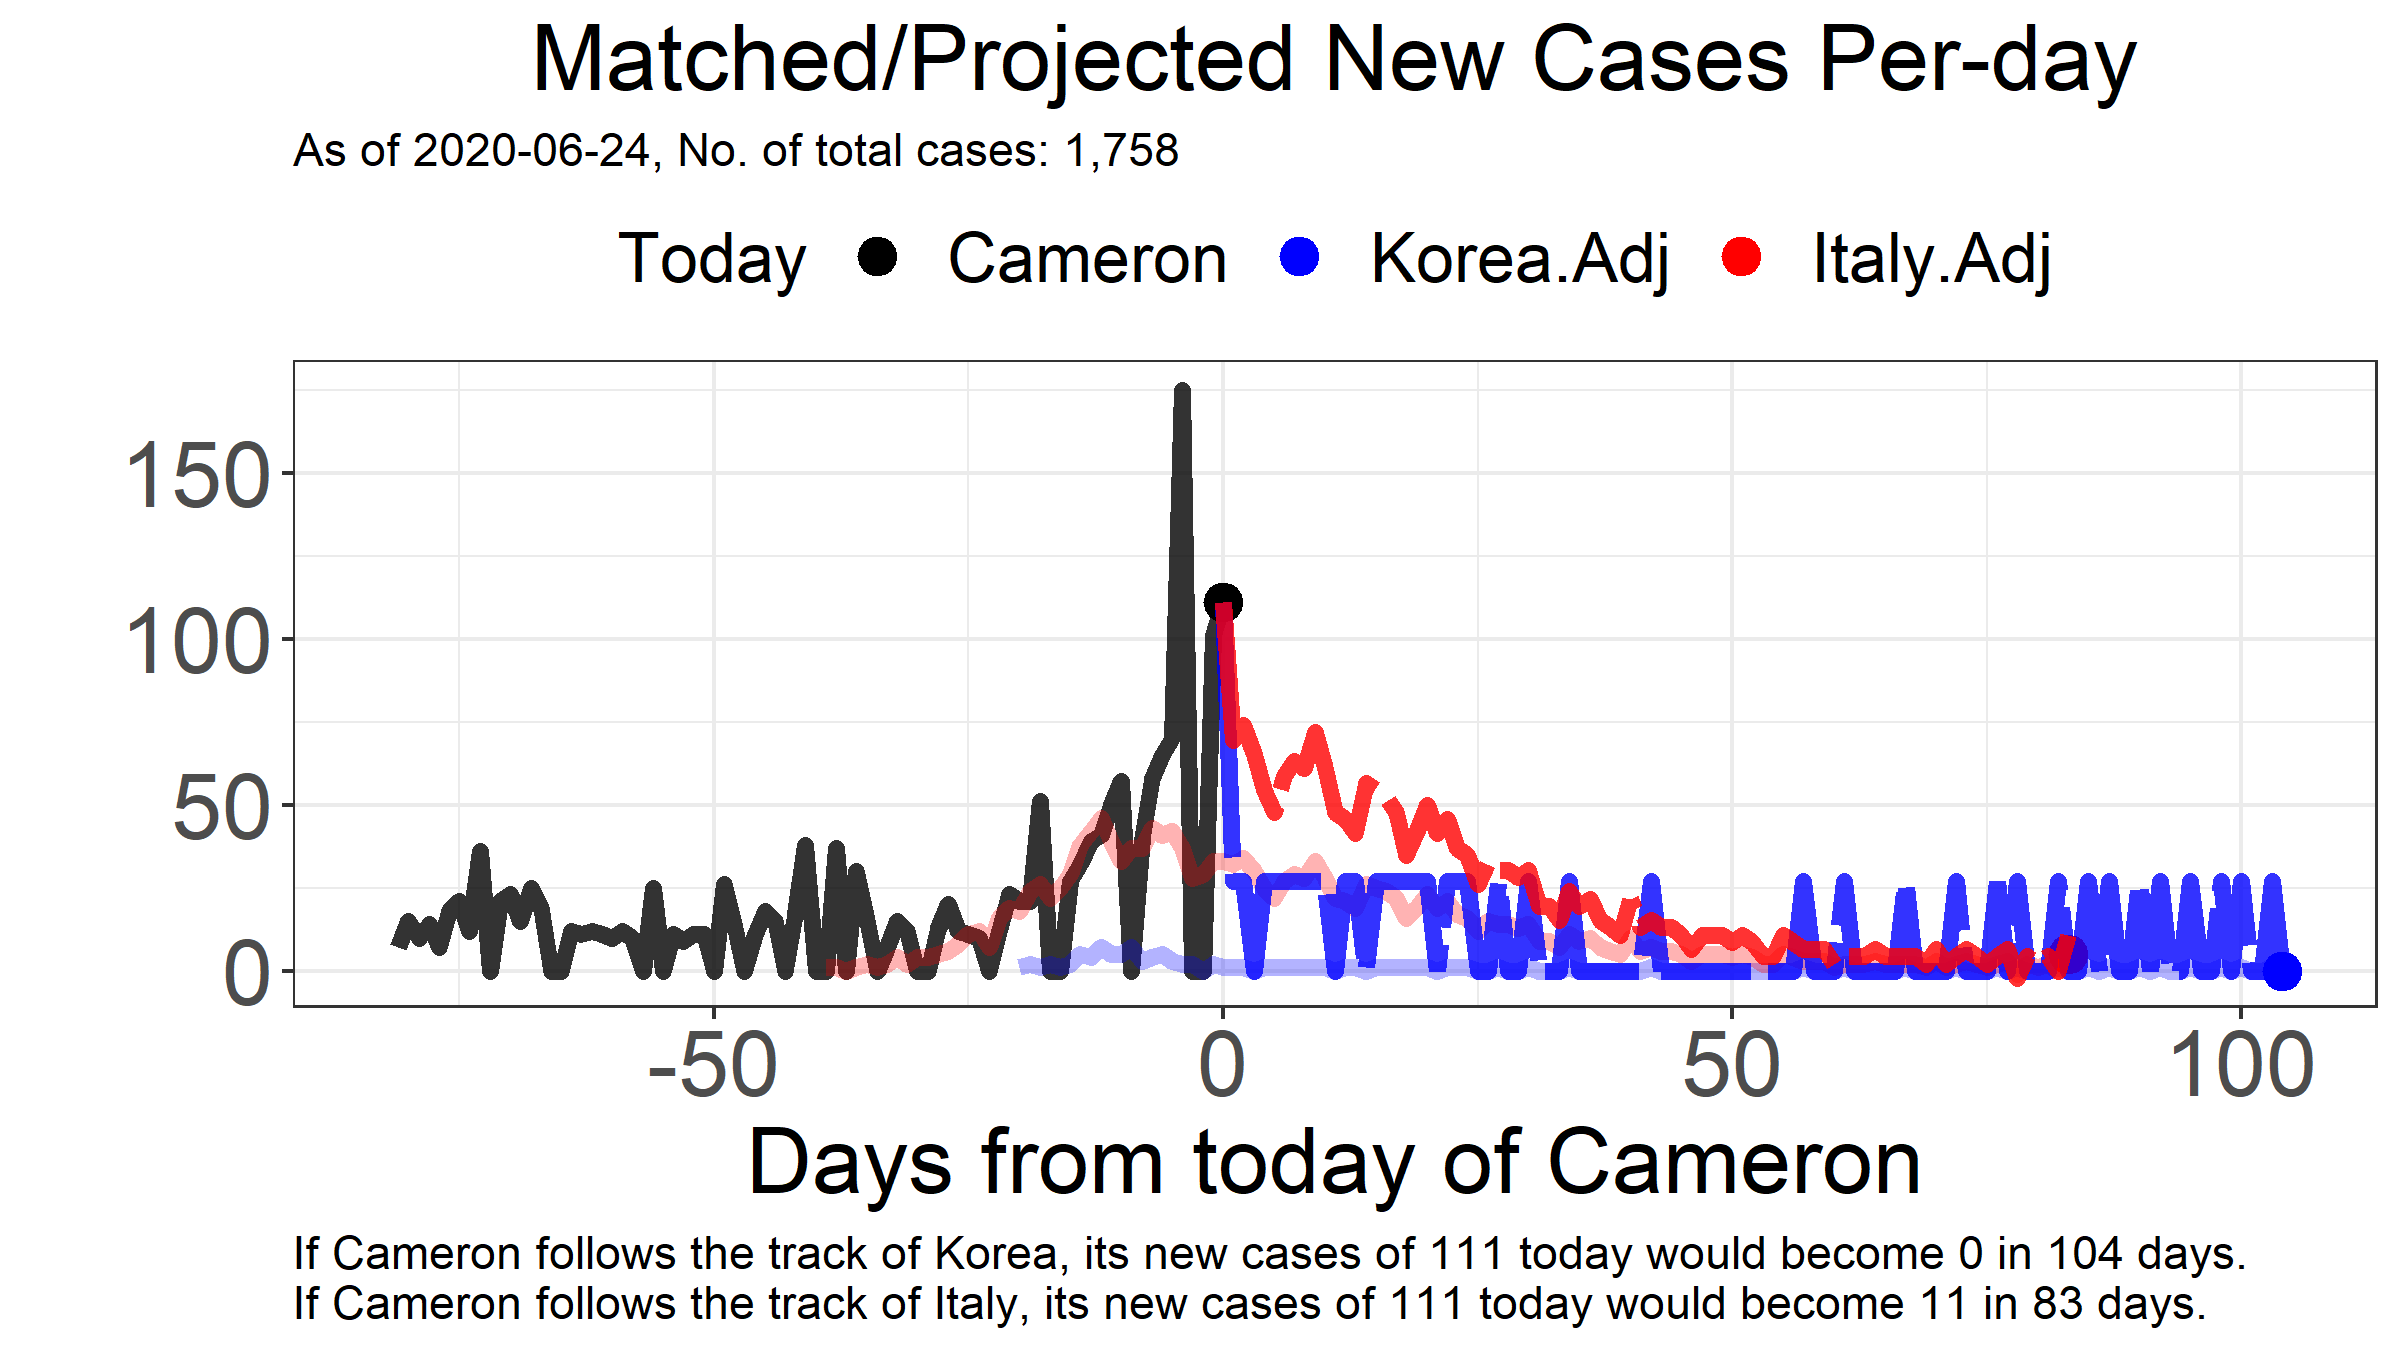 Matched/Projected New Cases Per-day
As of 2020-06-24, No. of total cases: 1,758
Today Cameron Korea.Adj Italy.Adj
150
100
50
0
-50 0 50 100
Days from today of Cameron
If Cameron follows the track of Korea, its new cases of 111 today would become 0 in 104 days.
If Cameron follows the track of Italy, its new cases of 111 today would become 11 in 83 days.